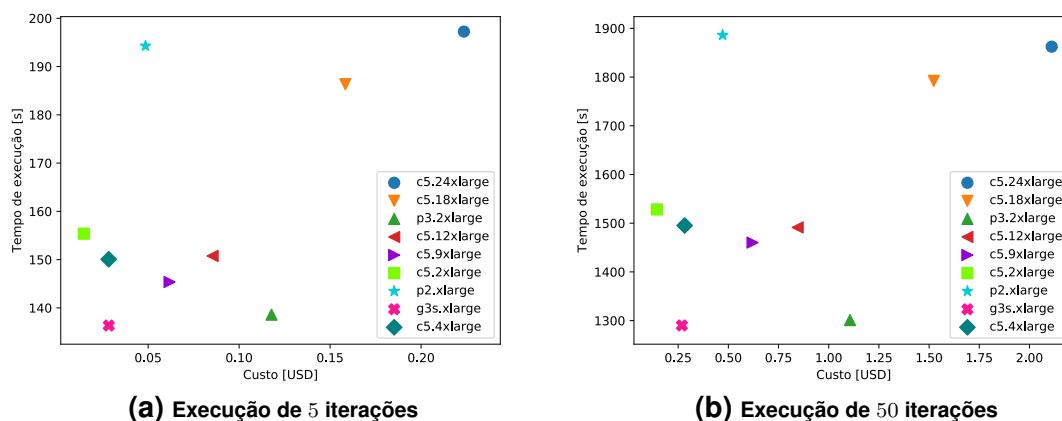 200
190
180
170
160
150
140
Tempo de execução [s]
0.05 0.10 0.15 0.20
Custo [USD]
c5.24xlarge
c5.18xlarge
p3.2xlarge
c5.12xlarge
c5.9xlarge
c5.2xlarge
p2.xlarge
g3s.xlarge
c5.4xlarge
(a) Execução de 5 iterações
1900
1800
1700
1600
1500
1400
1300
Tempo de execução [s]
0.25 0.50 0.75 1.00 1.25 1.50 1.75 2.00
Custo [USD]
c5.24xlarge
c5.18xlarge
p3.2xlarge
c5.12xlarge
c5.9xlarge
c5.2xlarge
p2.xlarge
g3s.xlarge
c5.4xlarge
(b) Execução de 50 iterações